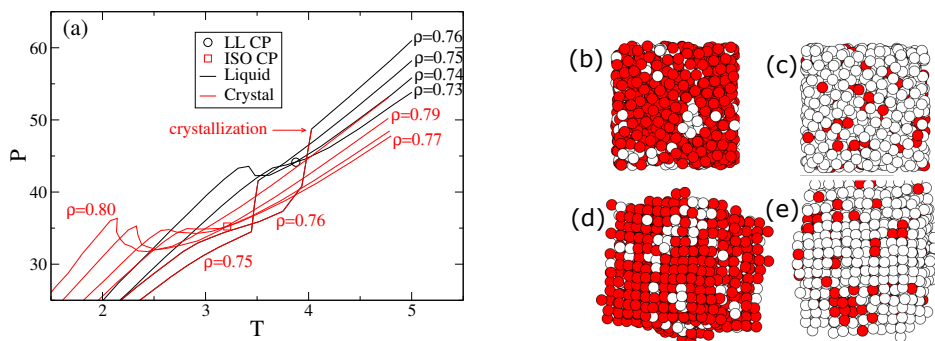 (a)
LL CP
ISO CP
Liquid
Crystal
ρ=0.76
ρ=0.75
ρ=0.74
ρ=0.73
ρ=0.79
ρ=0.77
crystallization
ρ=0.80
ρ=0.76
ρ=0.75
60
50
40
30
P
2
3
4
5
T
(b)
(c)
(d)
(e)